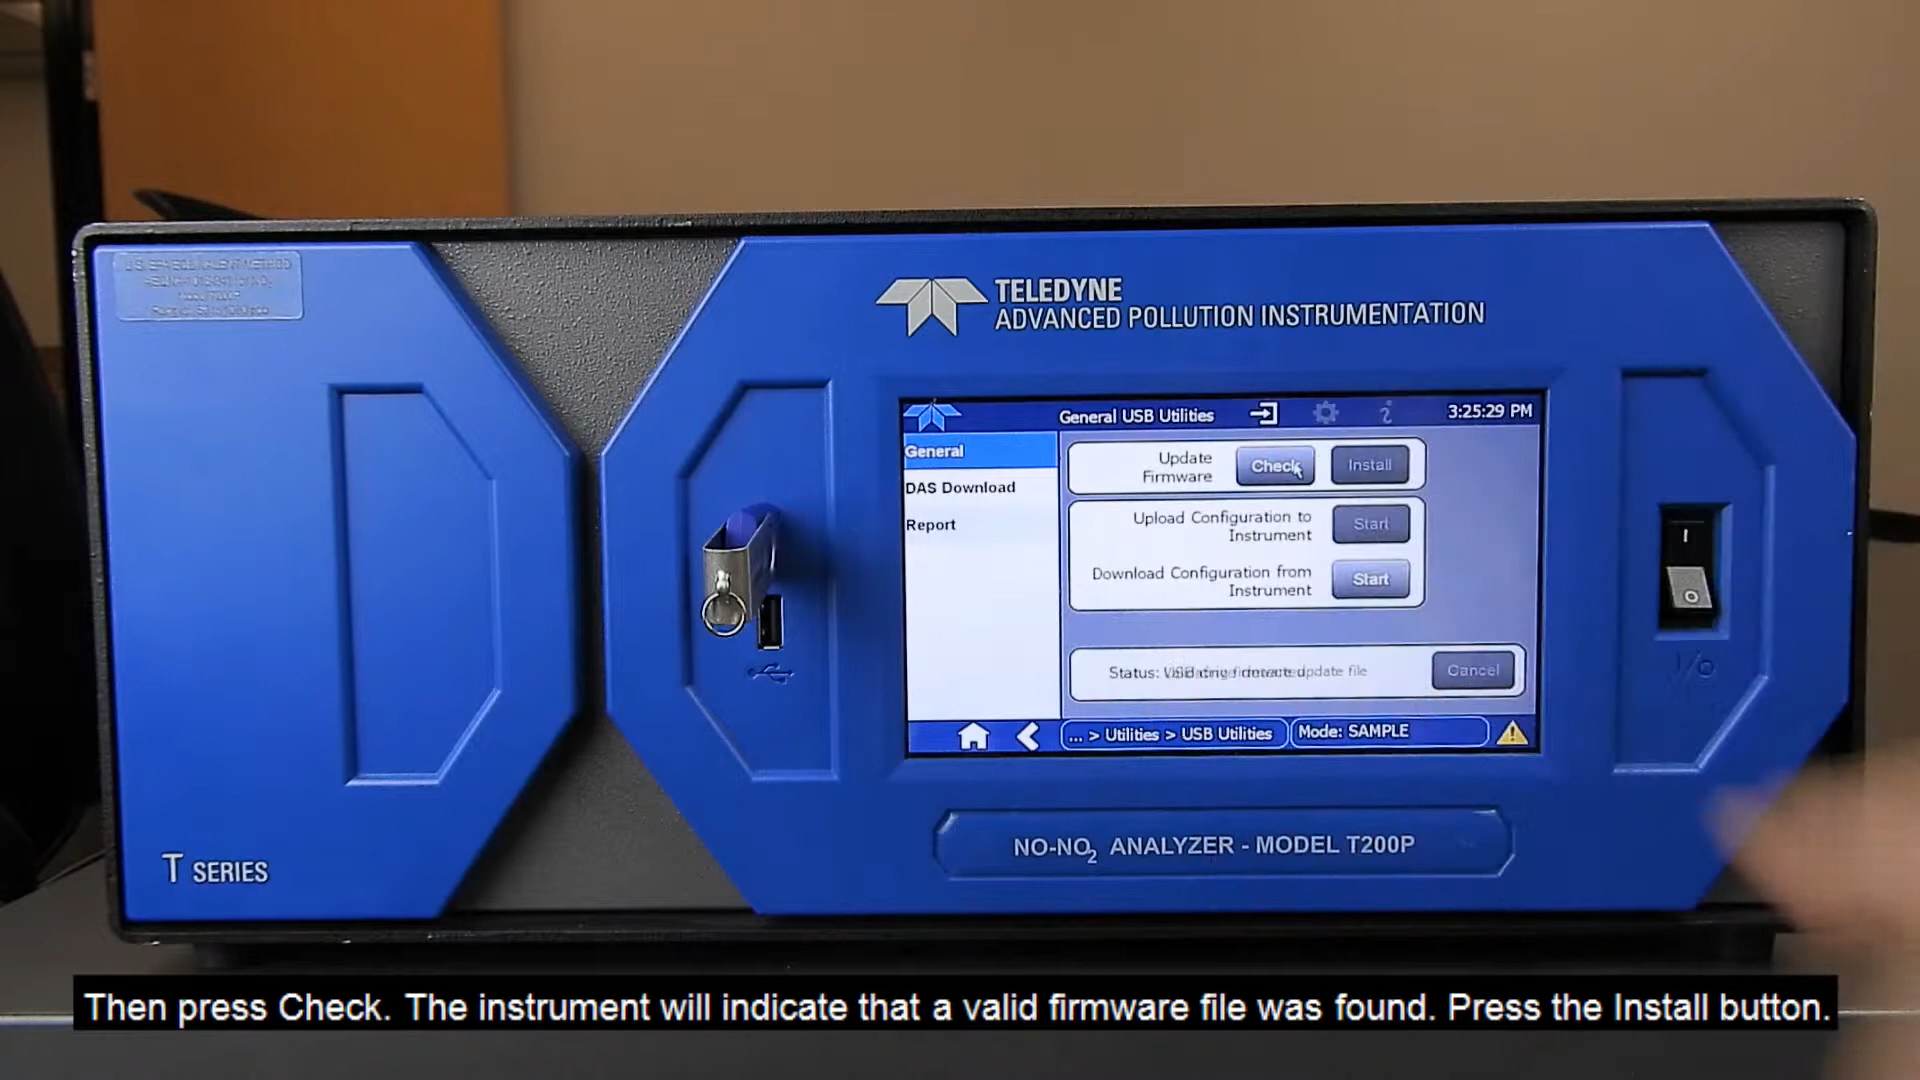 TELEDYNE
ADVANCED POLLUTION INSTRUMENTATION
General USB Utilities
3:25:29 PM
General
DAS Download
Report
Update
Firmware
Check
Install
Upload Configuration to
Instrument
Start
Download Configuration from
Instrument
Start
Status:
update file
Cancel
... > Utilities > USB Utilities
Mode: SAMPLE
I
O
I/O
NO-NO2 ANALYZER - MODEL T200P
T SERIES
Then press Check. The instrument will indicate that a valid firmware file was found. Press the Install button.